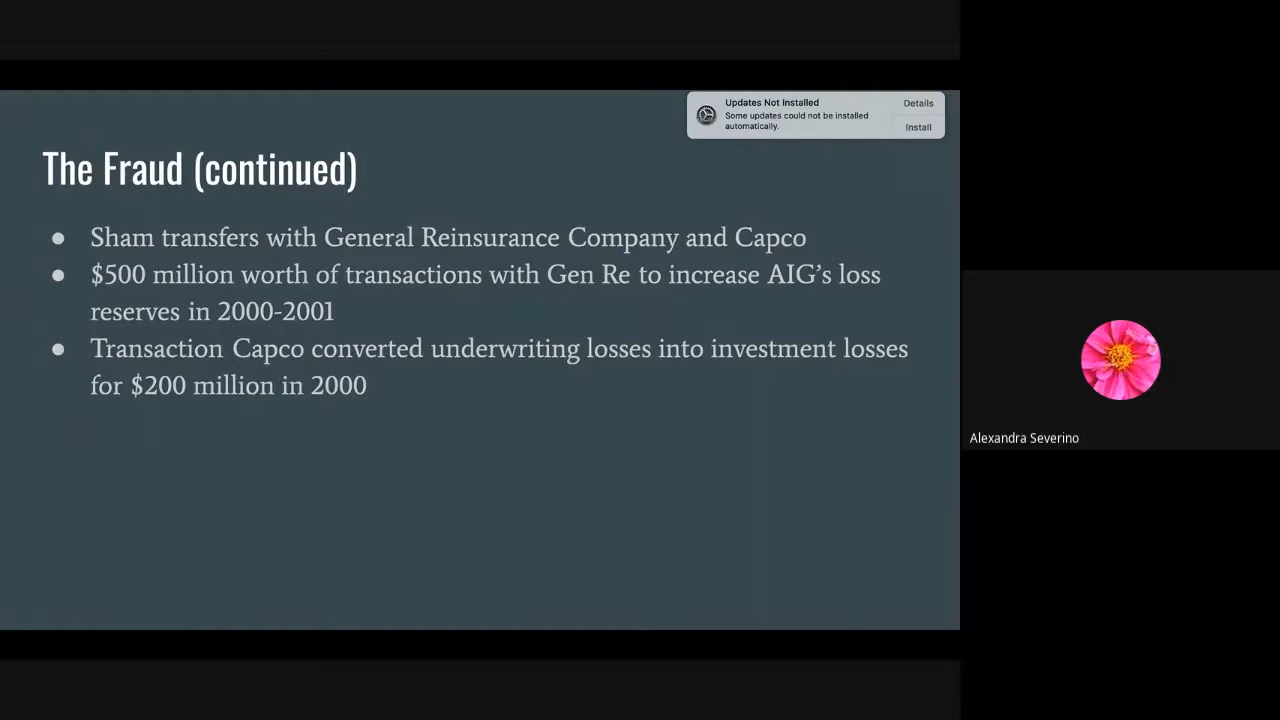 Updates Not Installed
Details
Some updates could not be installed
automatically.
Install
The Fraud (continued)
● Sham transfers with General Reinsurance Company and Capco
● $500 million worth of transactions with Gen Re to increase AIG’s loss
reserves in 2000-2001
● Transaction Capco converted underwriting losses into investment losses
for $200 million in 2000
Alexandra Severino